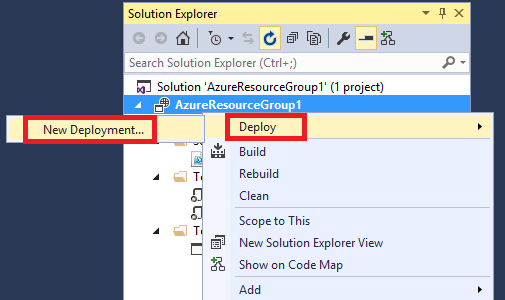 Solution Explorer
Search Solution Explorer (Ctrl+;)
Solution 'AzureResourceGroup1' (1 project)
AzureResourceGroup1
New Deployment...
Deploy
Build
Rebuild
Clean
Scope to This
New Solution Explorer View
Show on Code Map
Add